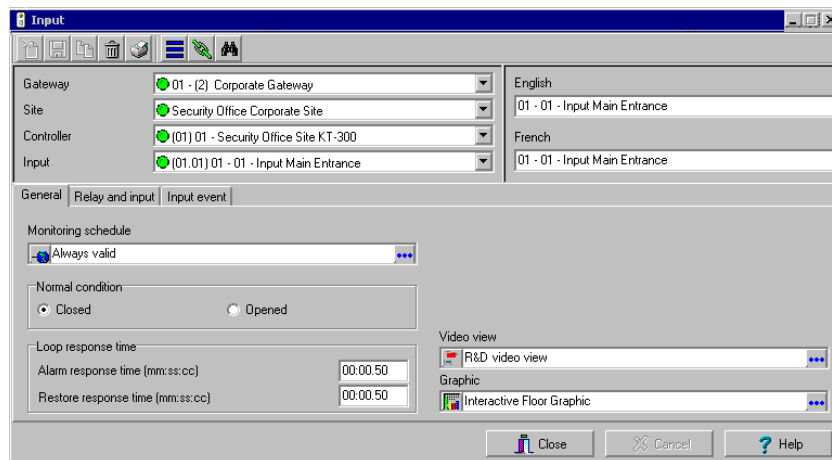 Input
Gateway
01 - (2) Corporate Gateway
Site
Security Office Corporate Site
Controller
(01) 01 - Security Office Site KT-300
Input
(01.01) 01 - 01 - Input Main Entrance
English
01 - 01 - Input Main Entrance
French
01 - 01 - Input Main Entrance
General Relay and input Input event
Monitoring schedule
Always valid
Normal condition
Closed Opened
Loop response time
Alarm response time (mm:ss:cc) 00:00.50
Restore response time (mm:ss:cc) 00:00.50
Video view
R&D video view
Graphic
Interactive Floor Graphic
Close Cancel Help